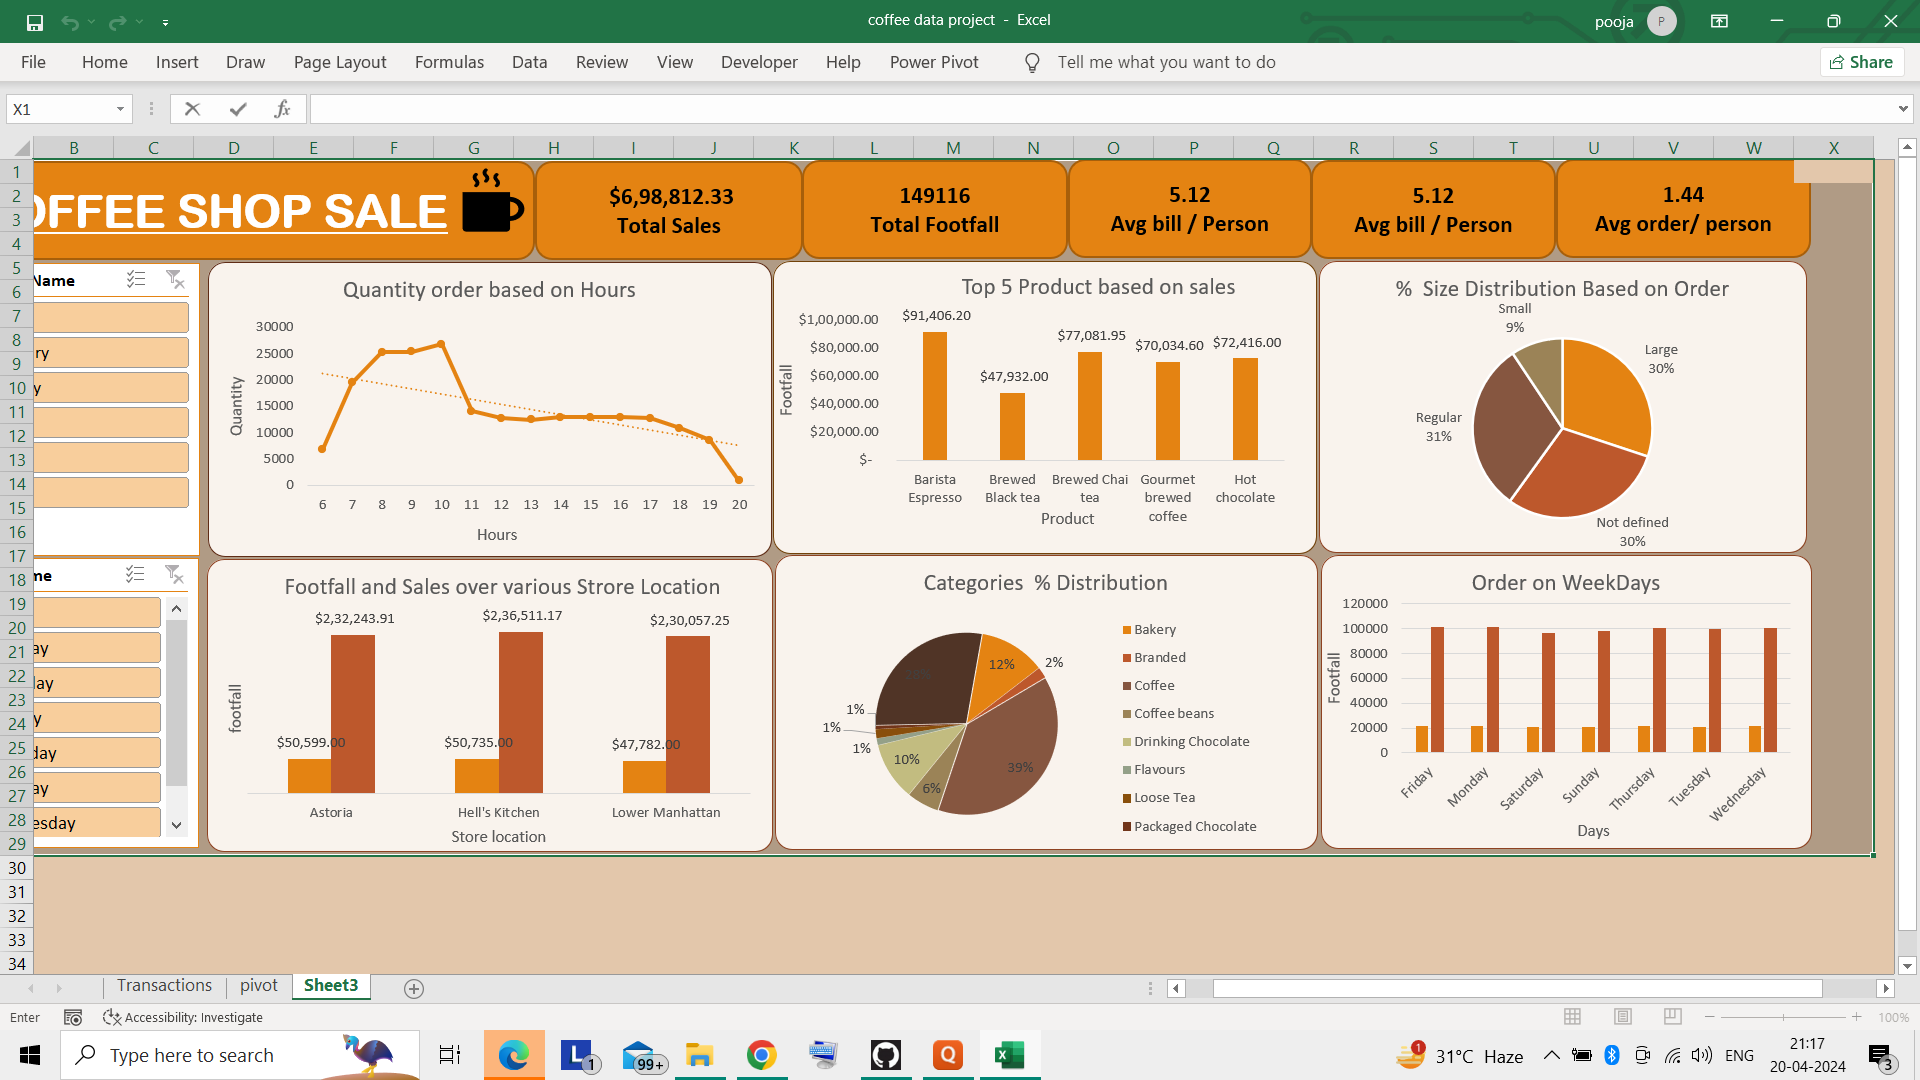 coffee data project - Excel
pooja
P
File Home Insert Draw Page Layout Formulas Data Review View Developer Help Power Pivot Tell me what you want to do Share
X1
fx
B C D E F G H I J K L M N O P Q R S T U V W X
1
2
3
4
5
6
7
8
9
10
11
12
13
14
15
16
17
18
19
20
21
22
23
24
25
26
27
28
29
30
31
32
33
34
OFFEE SHOP SALE
$6,98,812.33
Total Sales
149116
Total Footfall
5.12
Avg bill / Person
5.12
Avg bill / Person
1.44
Avg order/ person
Name
ry
y
me
ay
lay
y
day
ay
esday
Quantity order based on Hours
30000
25000
20000
15000
10000
5000
0
Quantity
6 7 8 9 10 11 12 13 14 15 16 17 18 19 20
Hours
Top 5 Product based on sales
$1,00,000.00
$80,000.00
$60,000.00
$40,000.00
$20,000.00
$-
Footfall
$91,406.20
$47,932.00
$77,081.95
$70,034.60
$72,416.00
Barista Espresso
Brewed Black tea
Brewed Chai tea
Gourmet brewed coffee
Hot chocolate
Product
% Size Distribution Based on Order
Small
9%
Large
30%
Regular
31%
Not defined
30%
Footfall and Sales over various Strore Location
footfall
$2,32,243.91
$2,36,511.17
$2,30,057.25
$50,599.00
$50,735.00
$47,782.00
Astoria Hell's Kitchen Lower Manhattan
Store location
Categories % Distribution
12%
2%
39%
6%
10%
1%
1%
1%
Bakery
Branded
Coffee
Coffee beans
Drinking Chocolate
Flavours
Loose Tea
Packaged Chocolate
Order on WeekDays
120000
100000
80000
60000
40000
20000
0
Footfall
Friday Monday Saturday Sunday Thursday Tuesday Wednesday
Days
Transactions pivot Sheet3
Enter Accessibility: Investigate 100%
Type here to search
L
1
99+
Q
1
31°C Haze
ENG
21:17
20-04-2024
3